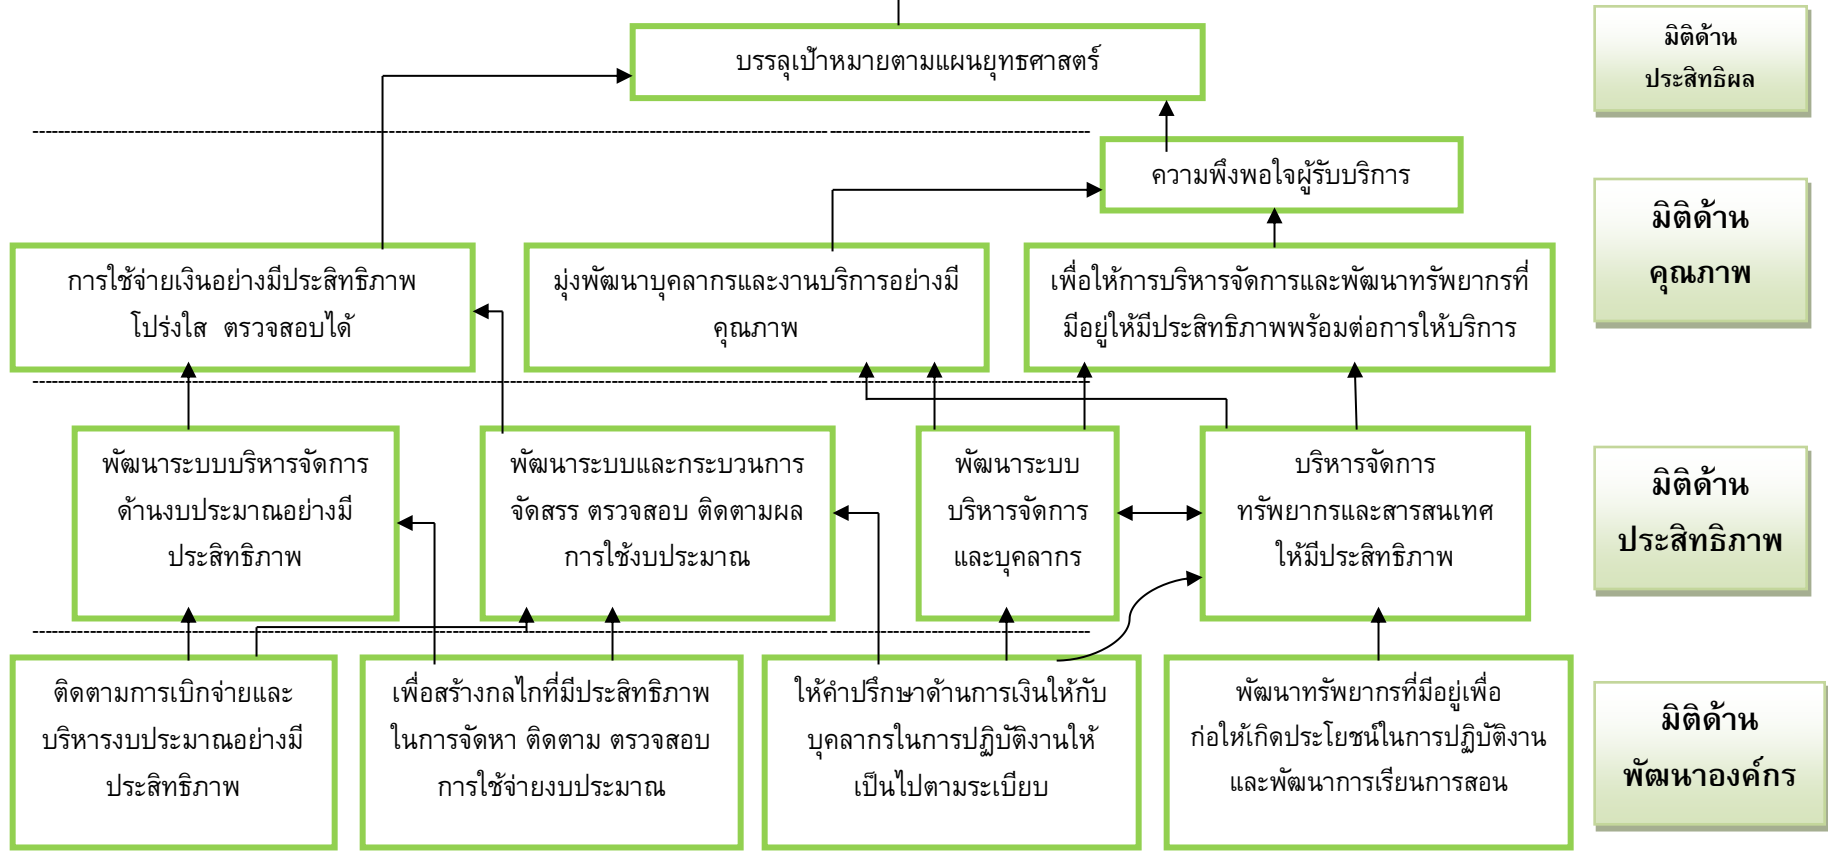 บรรลุเป้าหมายตามแผนยุทธศาสตร์
มิติด้าน
ประสิทธิผล
ความพึงพอใจผู้รับบริการ
มิติด้าน
คุณภาพ
การใช้จ่ายเงินอย่างมีประสิทธิภาพ
โปร่งใส ตรวจสอบได้
มุ่งพัฒนาบุคลากรและงานบริการอย่างมี
คุณภาพ
เพื่อให้การบริหารจัดการและพัฒนาทรัพยากรที่
มีอยู่ให้มีประสิทธิภาพพร้อมต่อการให้บริการ
พัฒนาระบบบริหารจัดการ
ด้านงบประมาณอย่างมี
ประสิทธิภาพ
พัฒนาระบบและกระบวนการ
จัดสรร ตรวจสอบ ติดตามผล
การใช้งบประมาณ
พัฒนาระบบ
บริหารจัดการ
และบุคลากร
บริหารจัดการ
ทรัพยากรและสารสนเทศ
ให้มีประสิทธิภาพ
มิติด้าน
ประสิทธิภาพ
ติดตามการเบิกจ่ายและ
บริหารงบประมาณอย่างมี
ประสิทธิภาพ
เพื่อสร้างกลไกที่มีประสิทธิภาพ
ในการจัดหา ติดตาม ตรวจสอบ
การใช้จ่ายงบประมาณ
ให้คำปรึกษาด้านการเงินให้กับ
บุคลากรในการปฏิบัติงานให้
เป็นไปตามระเบียบ
พัฒนาทรัพยากรที่มีอยู่เพื่อ
ก่อให้เกิดประโยชน์ในการปฏิบัติงาน
และพัฒนาการเรียนการสอน
มิติด้าน
พัฒนาองค์กร